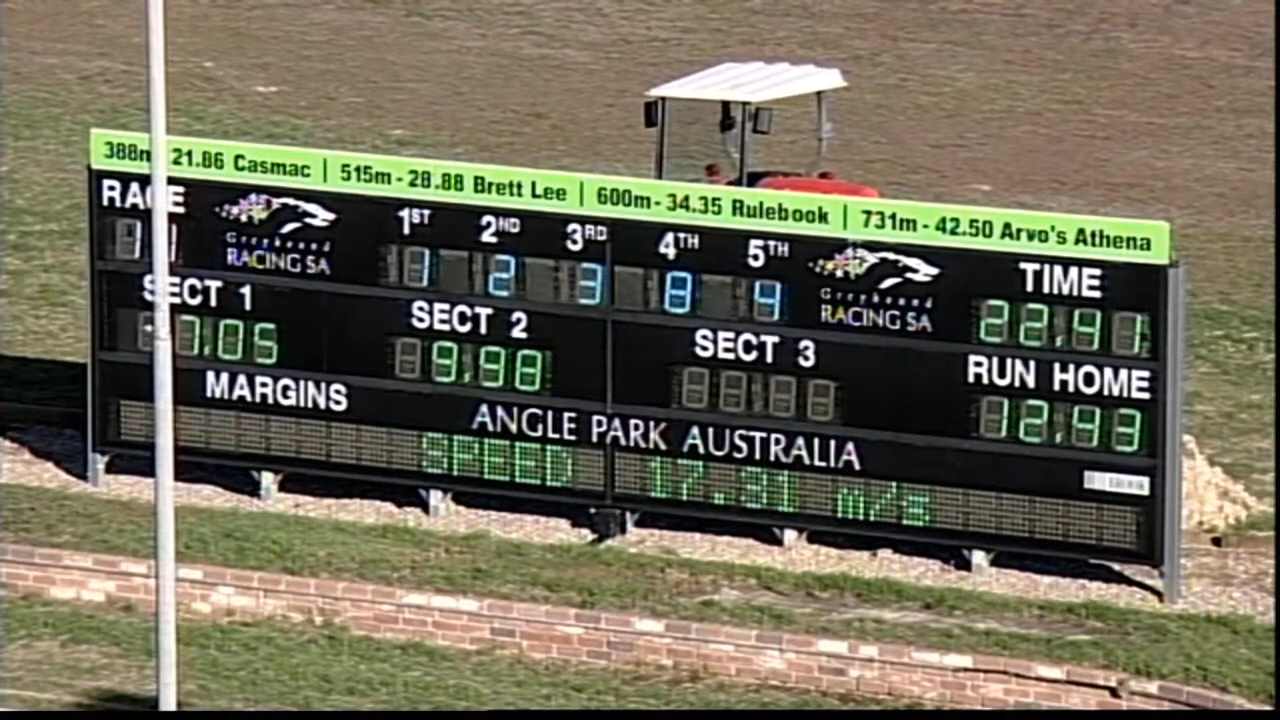 388m 21.86 Casmac | 515m - 28.88 Brett Lee | 600m - 34.35 Rulebook | 731m - 42.50 Arvo's Athena
RACE
1ST 2ND 3RD 4TH 5TH
TIME
11
Greyhound
RACING SA
1 2 3 8 4
Greyhound
RACING SA
22.41
SECT 1
SECT 2
SECT 3
RUN HOME
7.05
9.98
12.43
MARGINS
ANGLE PARK AUSTRALIA
SPEED 17.31 m/s